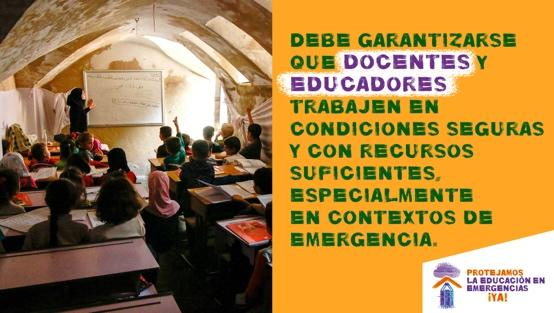 DEBE GARANTIZARSE
QUE DOCENTES Y
EDUCADORES
TRABAJEN EN
CONDICIONES SEGURAS
Y CON RECURSOS
SUFICIENTES,
ESPECIALMENTE
EN CONTEXTOS DE
EMERGENCIA.
PROTEJAMOS
LA EDUCACIÓN EN
EMERGENCIAS
¡YA!